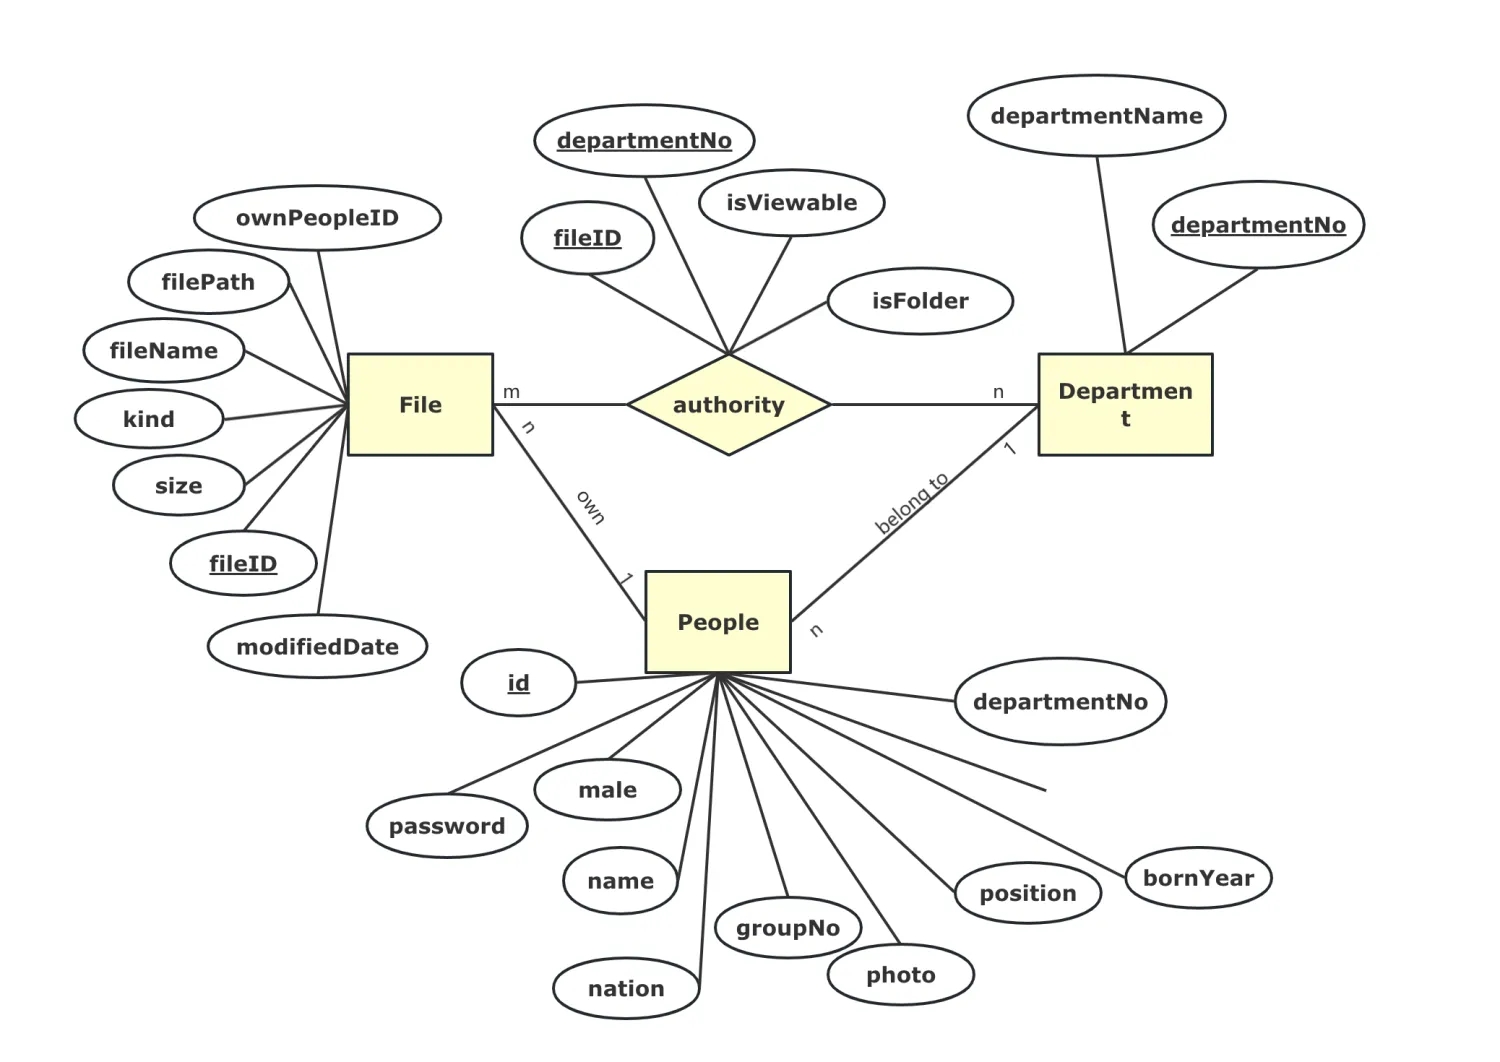 departmentName
departmentNo
isViewable
ownPeopleID
departmentNo
fileID
filePath
isFolder
fileName
File
m
authority
n
Departmen
t
kind
n
1
size
own
belong to
fileID
1
People
n
modifiedDate
id
departmentNo
male
password
name
bornYear
position
groupNo
photo
nation